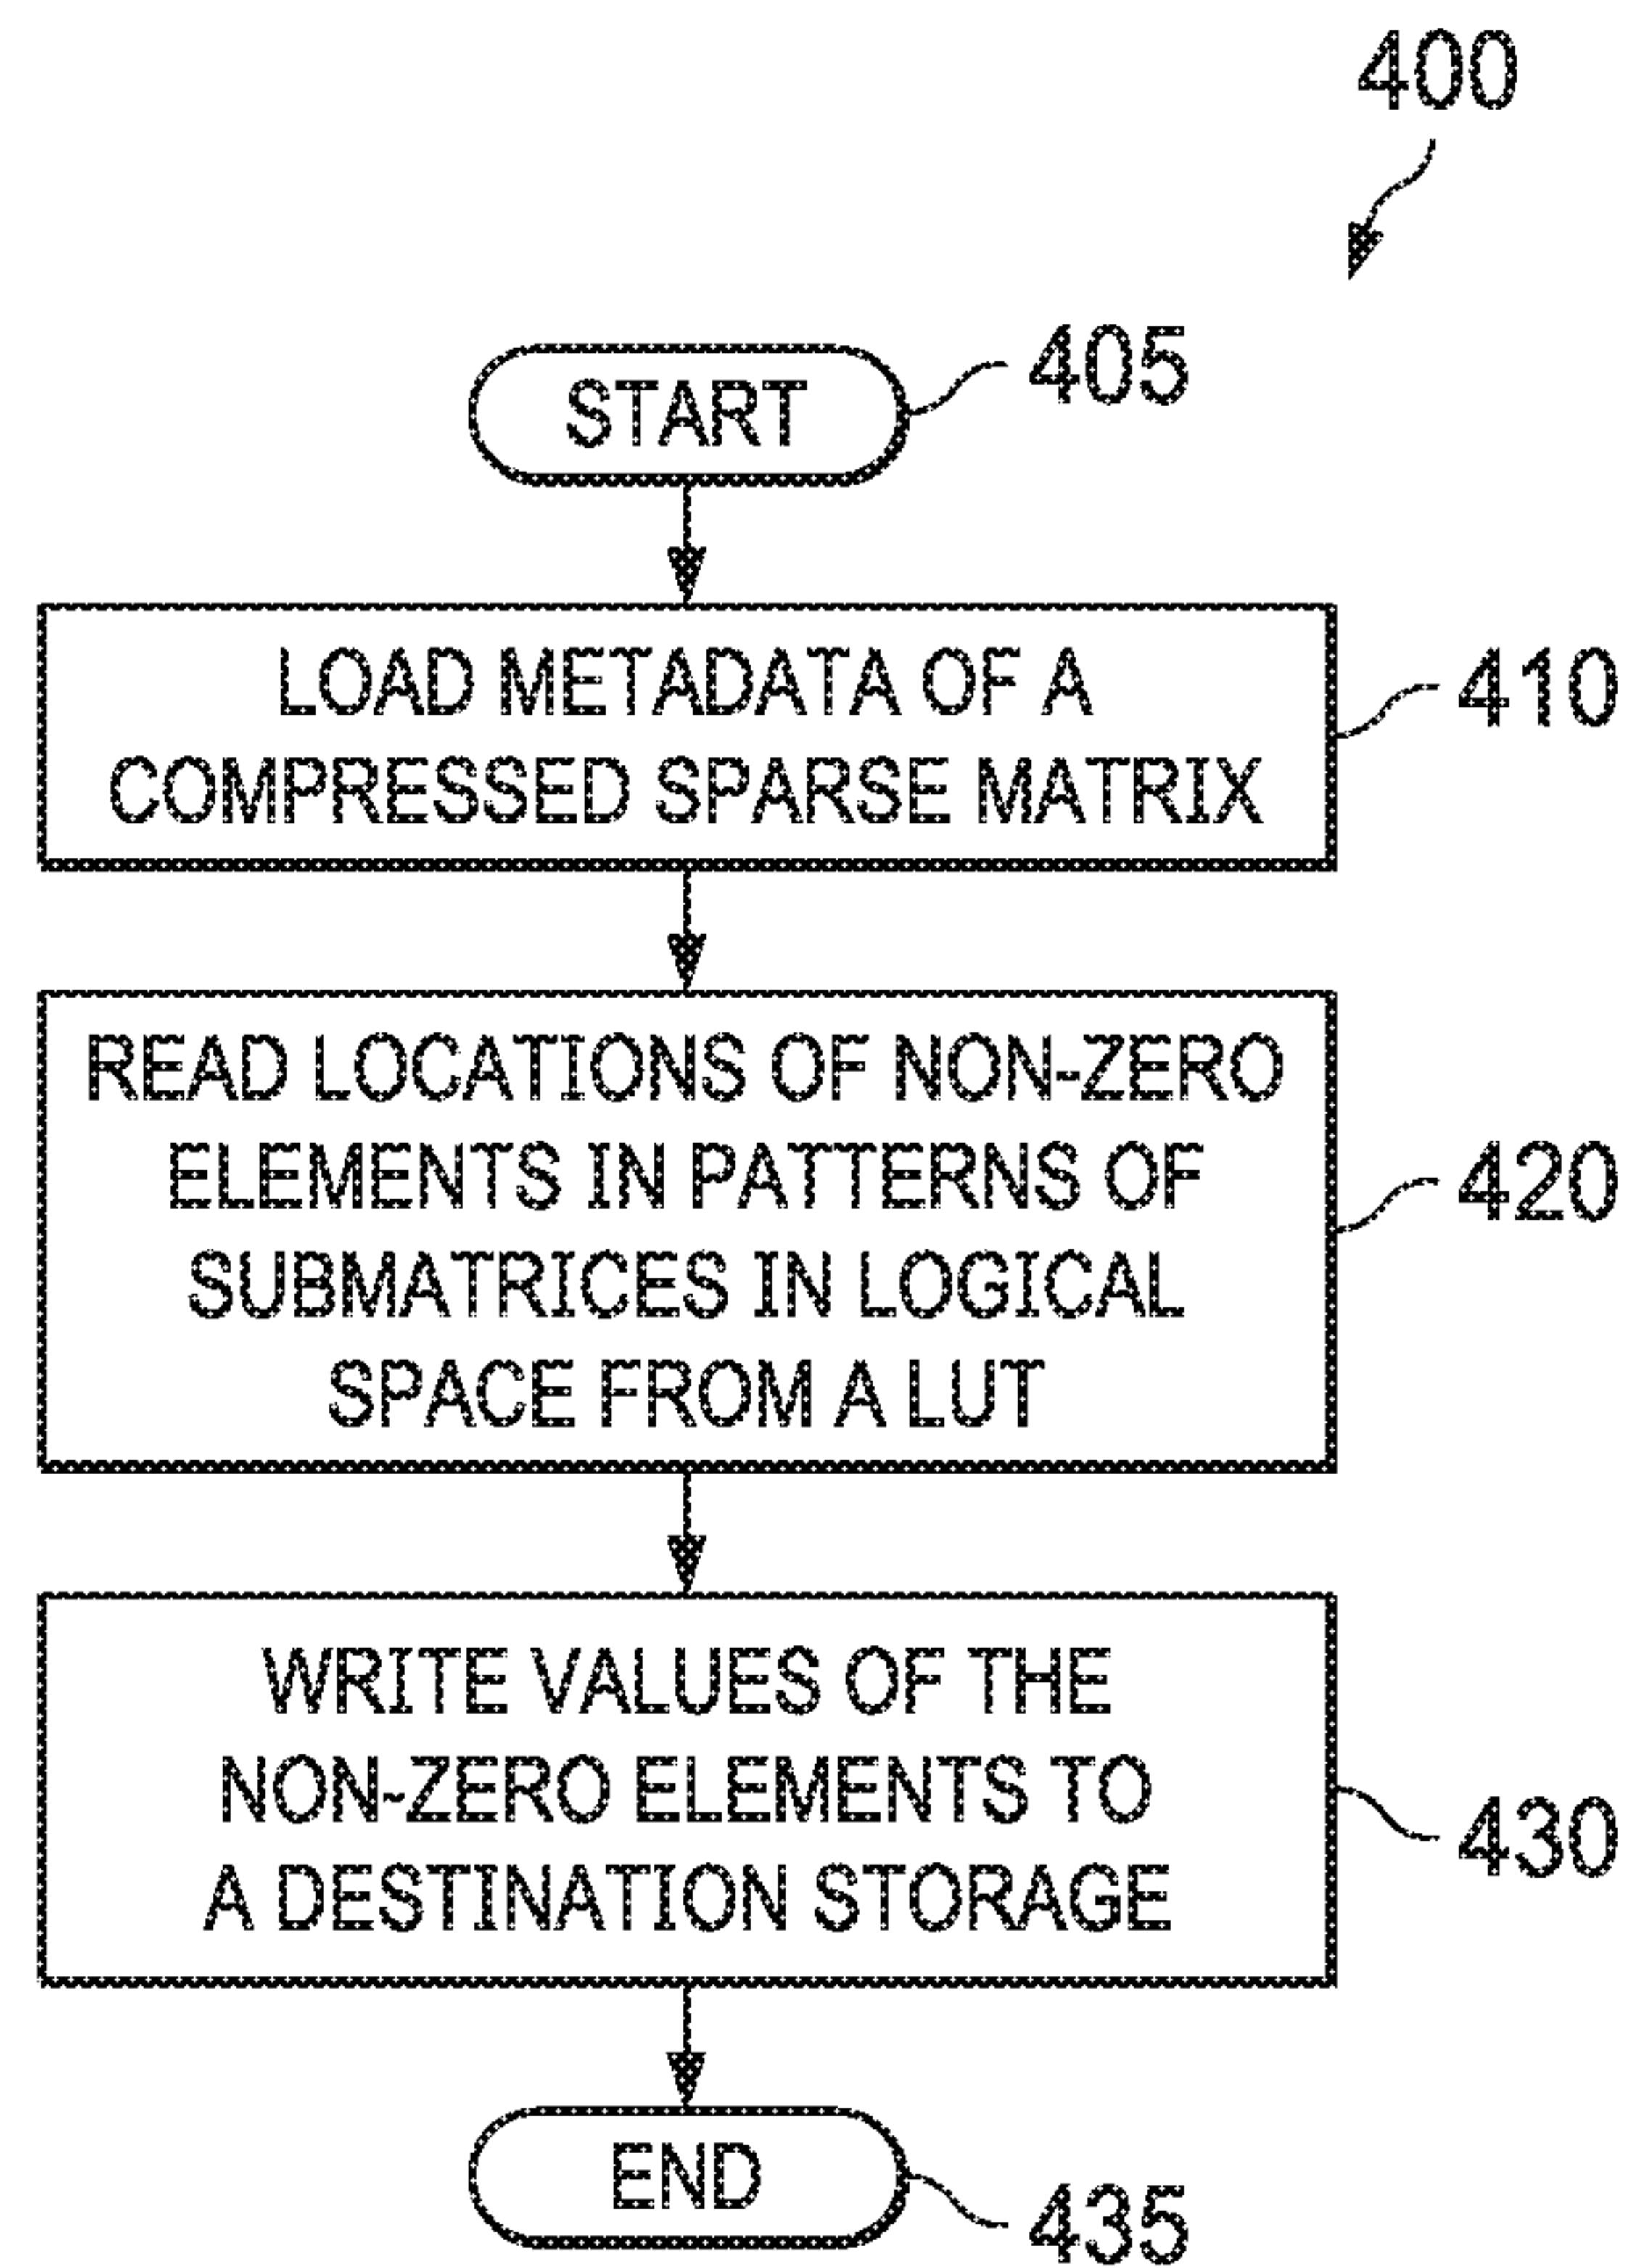 400
START
405
LOAD METADATA OF A
COMPRESSED SPARSE MATRIX
410
READ LOCATIONS OF NON-ZERO
ELEMENTS IN PATTERNS OF
SUBMATRICES IN LOGICAL
SPACE FROM A LUT
420
WRITE VALUES OF THE
NON-ZERO ELEMENTS TO
A DESTINATION STORAGE
430
END
435